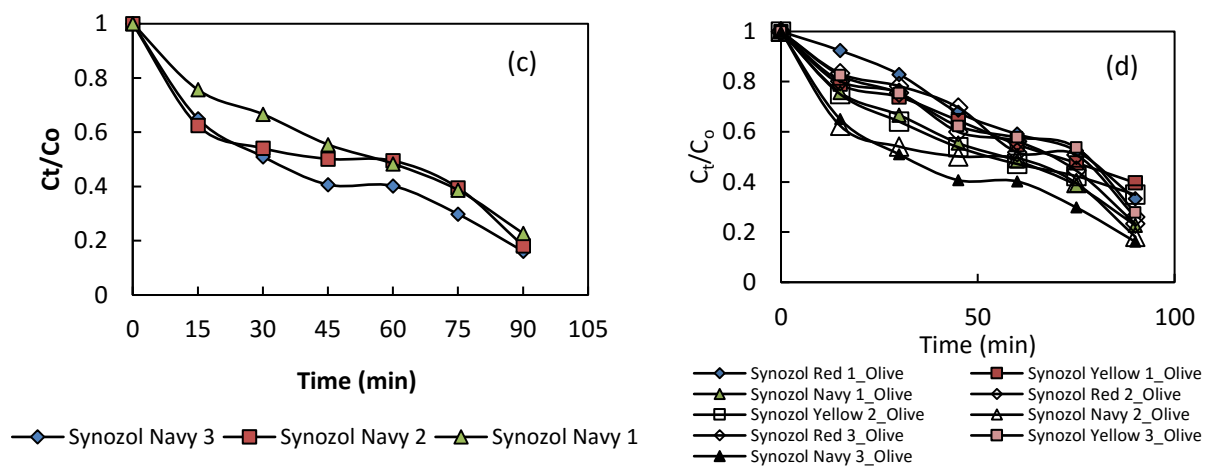 (c)
Ct/Co
1
0.8
0.6
0.4
0.2
0
0 15 30 45 60 75 90 105
Time (min)
Synozol Navy 3 Synozol Navy 2 Synozol Navy 1
(d)
Ct/Co
1
0.8
0.6
0.4
0.2
0
0 50 100
Time (min)
Synozol Red 1_Olive Synozol Yellow 1_Olive
Synozol Navy 1_Olive Synozol Red 2_Olive
Synozol Yellow 2_Olive Synozol Navy 2_Olive
Synozol Red 3_Olive Synozol Yellow 3_Olive
Synozol Navy 3_Olive